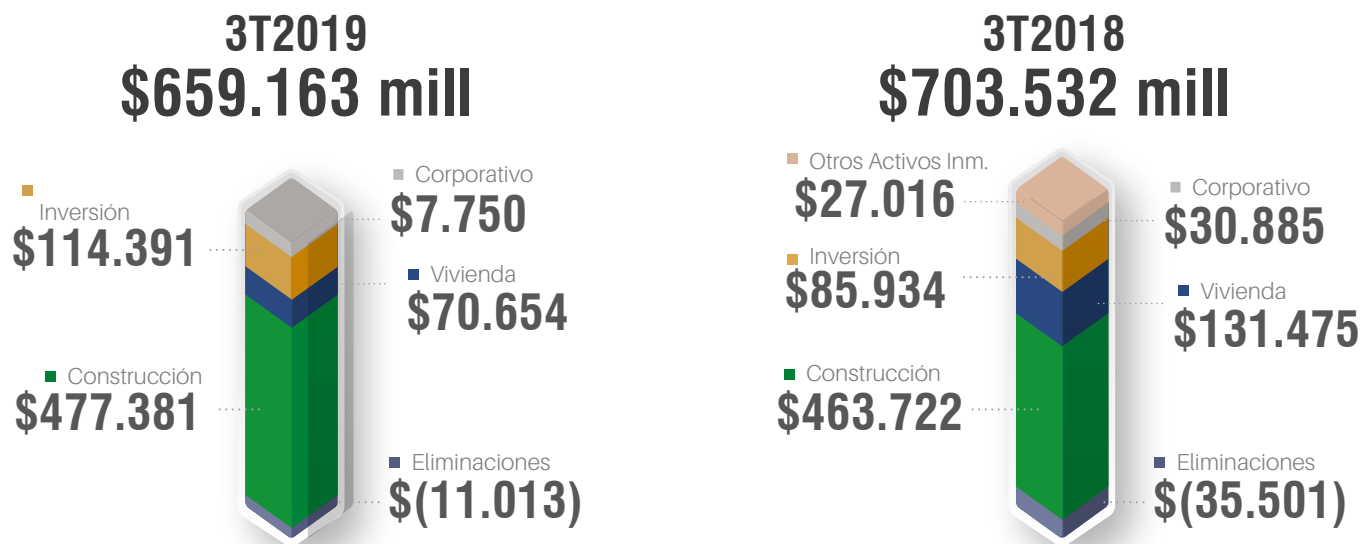 3T2019
$659.163 mill
Inversión
$114.391
Corporativo
$7.750
Vivienda
$70.654
Construcción
$477.381
Eliminaciones
$(11.013)
3T2018
$703.532 mill
Otros Activos Inm.
$27.016
Corporativo
$30.885
Inversión
$85.934
Vivienda
$131.475
Construcción
$463.722
Eliminaciones
$(35.501)